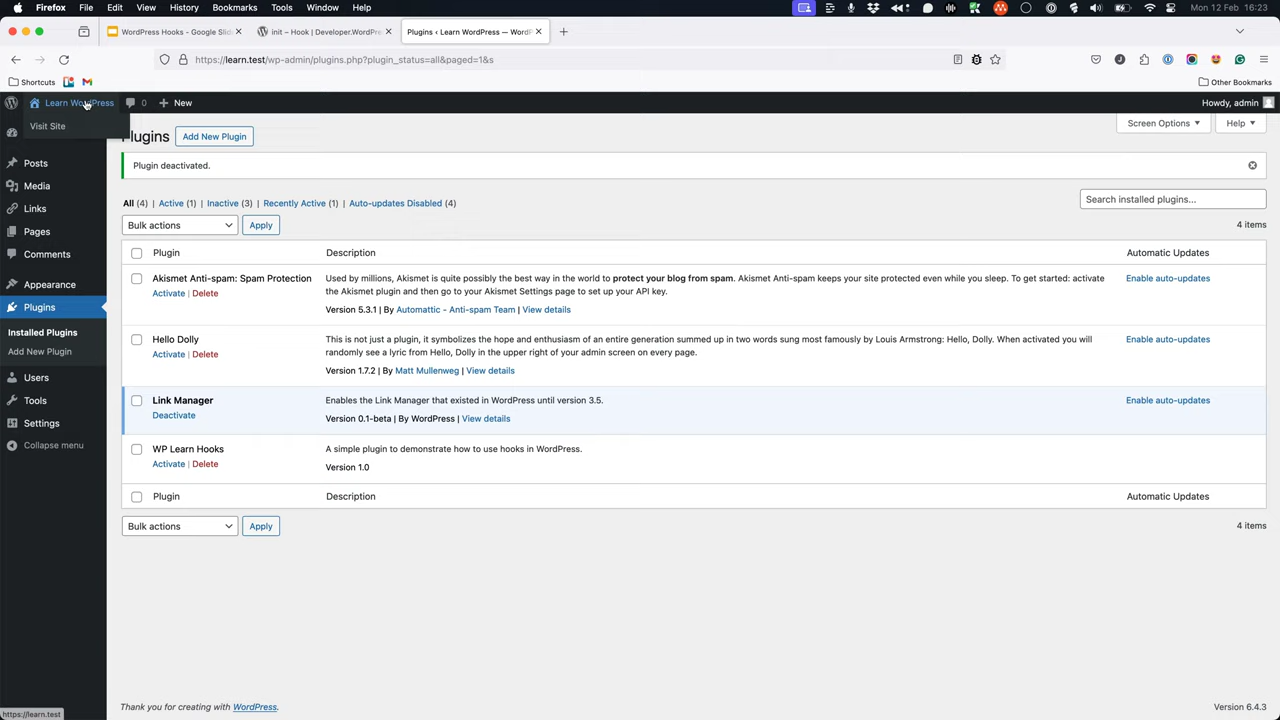 Firefox File Edit View History Bookmarks Tools Window Help Mon 12 Feb 16:23
WordPress Hooks - Google Slid
init – Hook | Developer.WordPre
Plugins ‹ Learn WordPress — WordP
https://learn.test/wp-admin/plugins.php?plugin_status=all&paged=1&s
Shortcuts
Other Bookmarks
Learn WordPress 0 New Howdy, admin
Visit Site
Screen Options Help
Plugins Add New Plugin
Plugin deactivated.
Posts
Media
Links
Pages
Comments
Appearance
Plugins
Installed Plugins
Add New Plugin
Users
Tools
Settings
Collapse menu
All (4) | Active (1) | Inactive (3) | Recently Active (1) | Auto-updates Disabled (4)
Search installed plugins...
Bulk actions Apply 4 items
Plugin Description Automatic Updates
Akismet Anti-spam: Spam Protection
Activate | Delete
Used by millions, Akismet is quite possibly the best way in the world to protect your blog from spam. Akismet Anti-spam keeps your site protected even while you sleep. To get started: activate
the Akismet plugin and then go to your Akismet Settings page to set up your API key.
Version 5.3.1 | By Automattic - Anti-spam Team | View details
Enable auto-updates
Hello Dolly
Activate | Delete
This is not just a plugin, it symbolizes the hope and enthusiasm of an entire generation summed up in two words sung most famously by Louis Armstrong: Hello, Dolly. When activated you will
randomly see a lyric from Hello, Dolly in the upper right of your admin screen on every page.
Version 1.7.2 | By Matt Mullenweg | View details
Enable auto-updates
Link Manager
Deactivate
Enables the Link Manager that existed in WordPress until version 3.5.
Version 0.1-beta | By WordPress | View details
Enable auto-updates
WP Learn Hooks
Activate | Delete
A simple plugin to demonstrate how to use hooks in WordPress.
Version 1.0
Plugin Description Automatic Updates
Bulk actions Apply 4 items
Thank you for creating with WordPress.
Version 6.4.3
https://learn.test